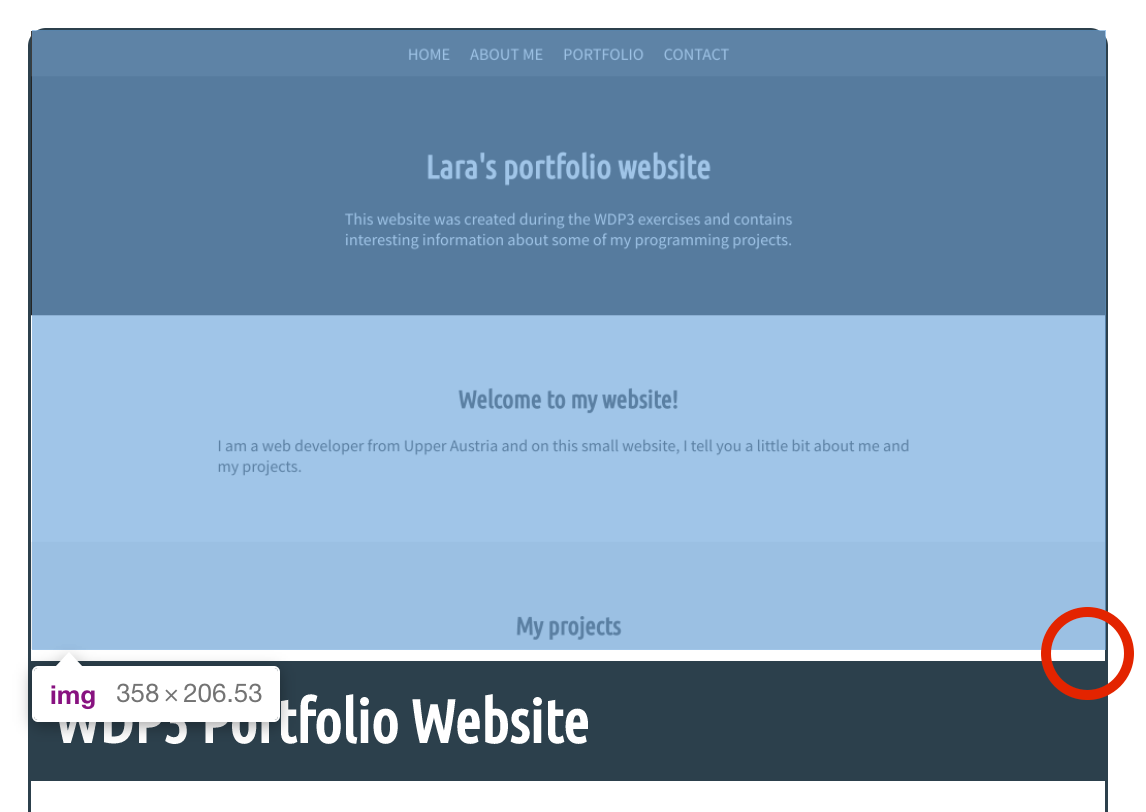 HOME ABOUT ME PORTFOLIO CONTACT
Lara's portfolio website
This website was created during the WDP3 exercises and contains
interesting information about some of my programming projects.
Welcome to my website!
I am a web developer from Upper Austria and on this small website, I tell you a little bit about me and
my projects.
My projects
img 358 × 206.53
WDP3 Portfolio Website